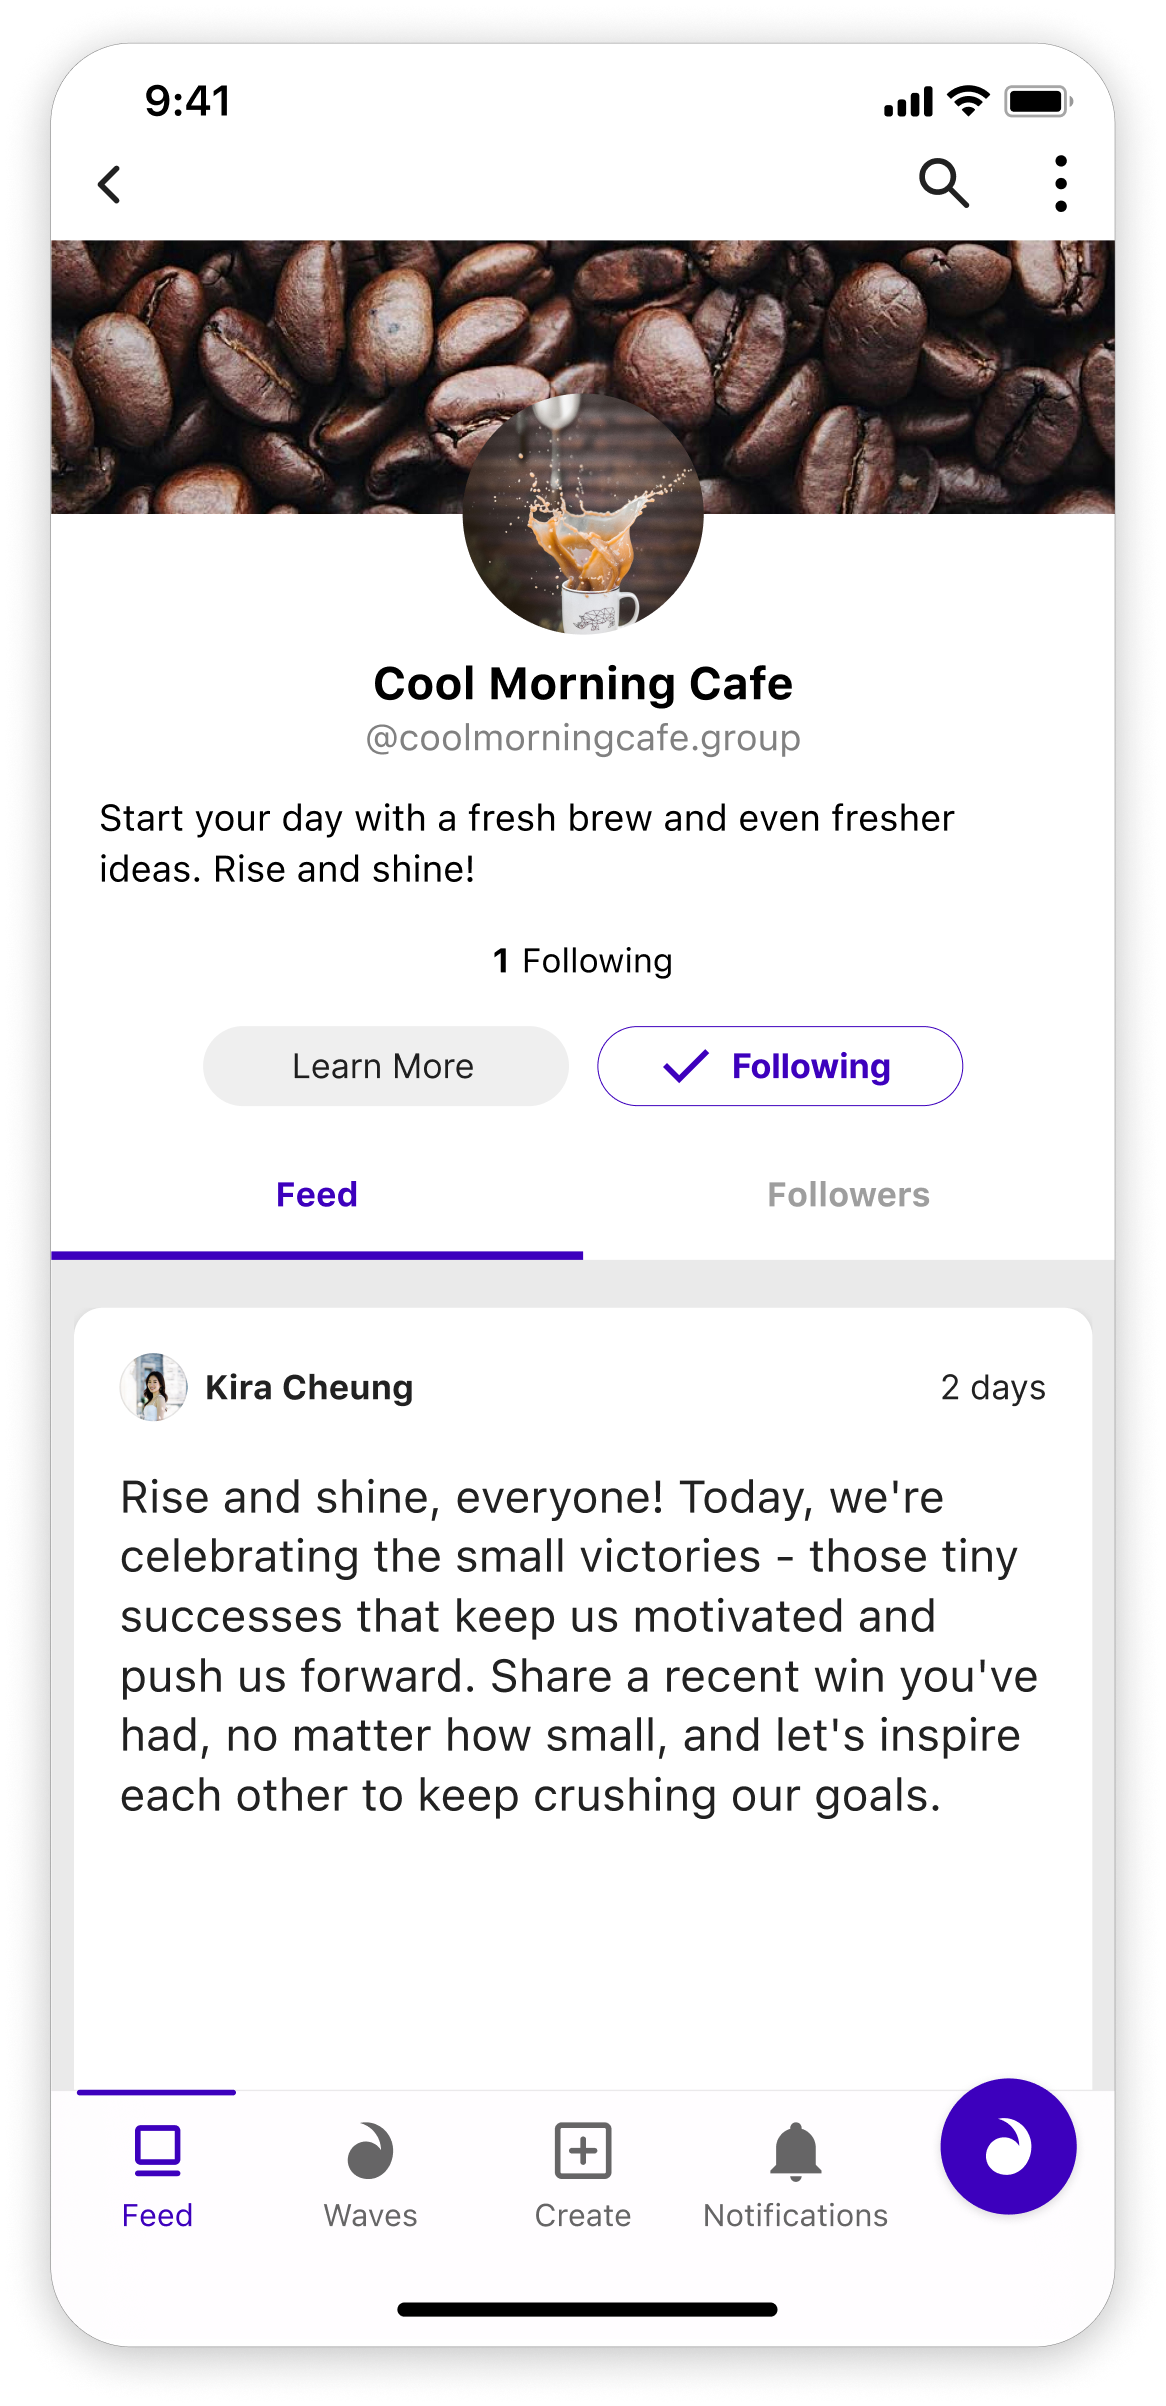 9:41
Cool Morning Cafe
@coolmorningcafe.group
Start your day with a fresh brew and even fresher
ideas. Rise and shine!
1 Following
Learn More
Following
Feed
Followers
Kira Cheung
2 days
Rise and shine, everyone! Today, we're
celebrating the small victories - those tiny
successes that keep us motivated and
push us forward. Share a recent win you've
had, no matter how small, and let's inspire
each other to keep crushing our goals.
Feed
Waves
Create
Notifications